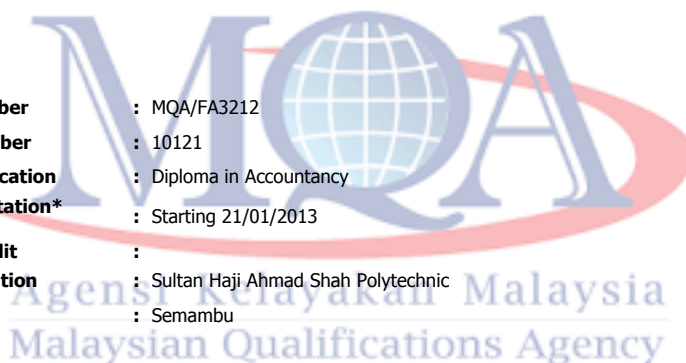 MQA
ber : MQA/FA3212
ber : 10121
cation : Diploma in Accountancy
tation* : Starting 21/01/2013
dit :
tion : Sultan Haji Ahmad Shah Polytechnic
: Semambu
Agensi Kelayakan Malaysia
Malaysian Qualifications Agency